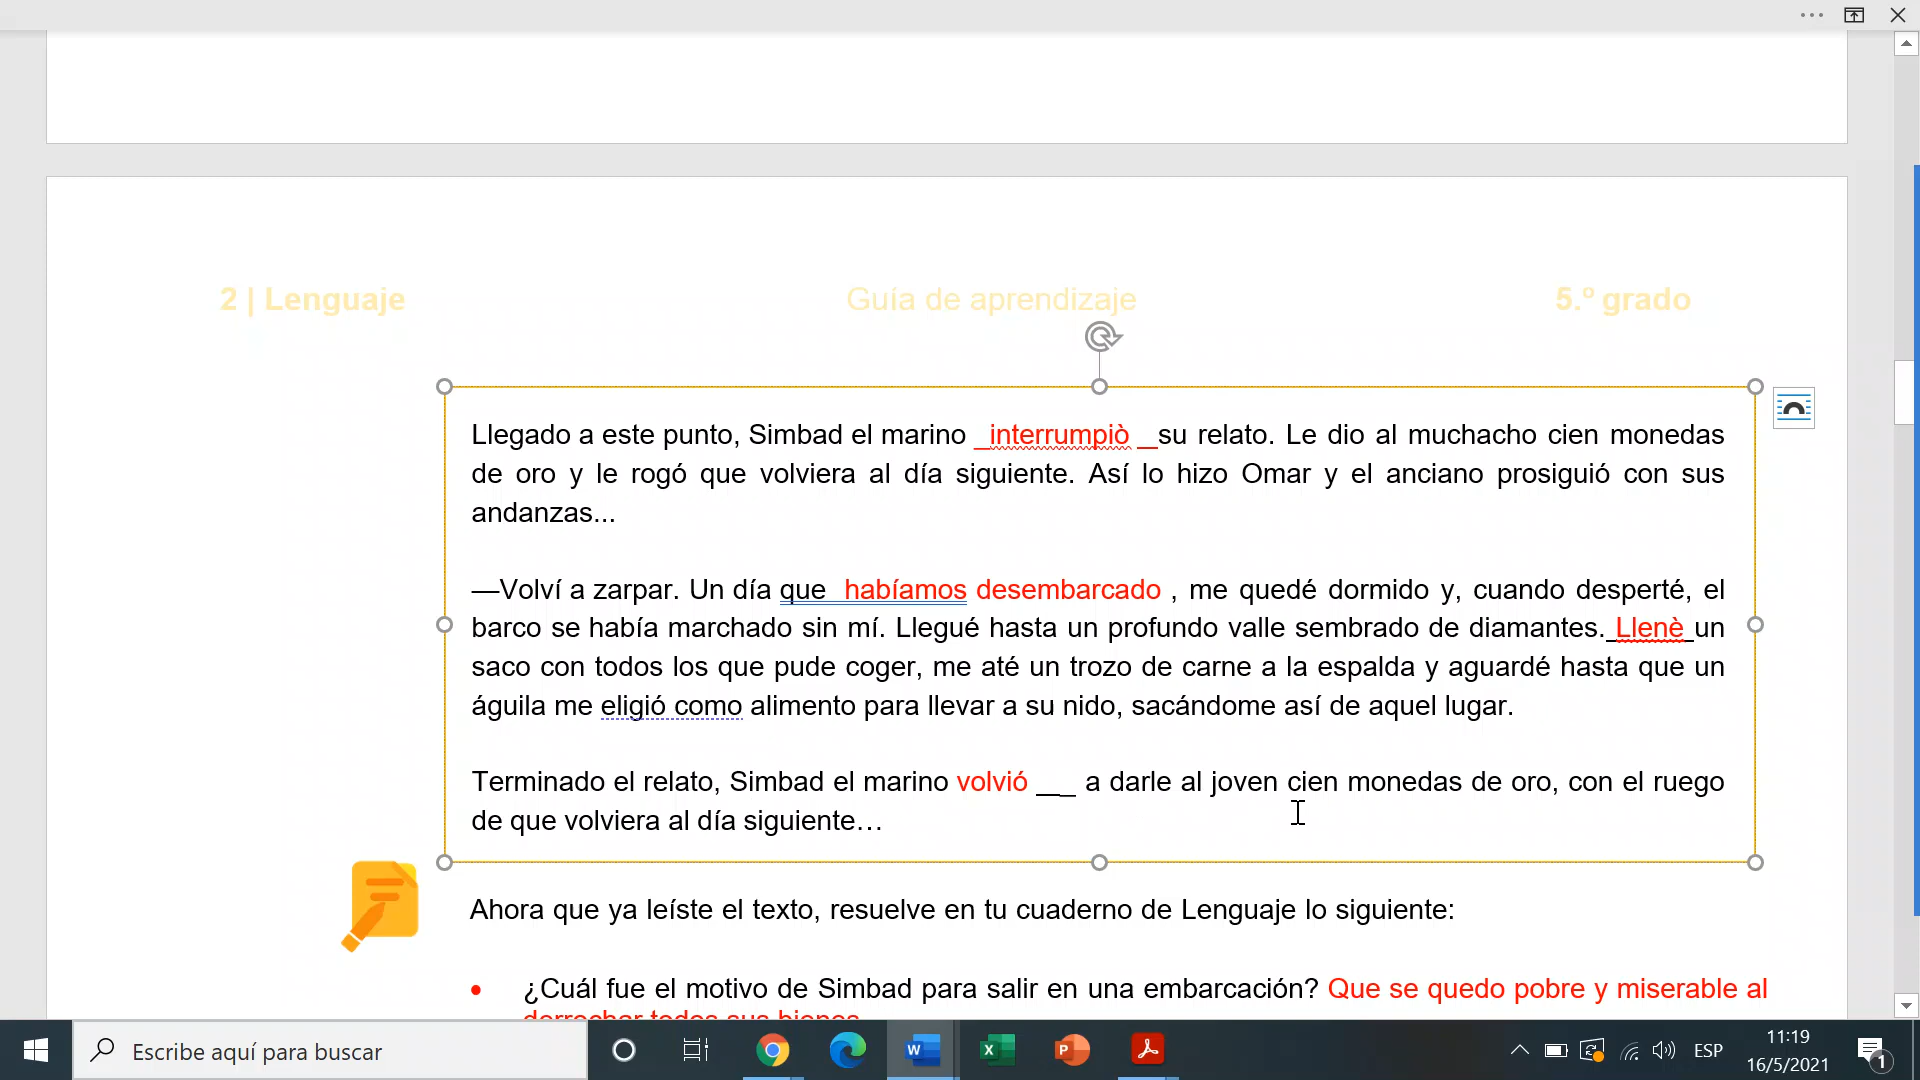 2 | Lenguaje Guía de aprendizaje 5.º grado
Llegado a este punto, Simbad el marino _interrumpiò _su relato. Le dio al muchacho cien monedas
de oro y le rogó que volviera al día siguiente. Así lo hizo Omar y el anciano prosiguió con sus
andanzas...
—Volví a zarpar. Un día que habíamos desembarcado , me quedé dormido y, cuando desperté, el
barco se había marchado sin mí. Llegué hasta un profundo valle sembrado de diamantes._Llenè_un
saco con todos los que pude coger, me até un trozo de carne a la espalda y aguardé hasta que un
águila me eligió como alimento para llevar a su nido, sacándome así de aquel lugar.
Terminado el relato, Simbad el marino volvió ___ a darle al joven cien monedas de oro, con el ruego
de que volviera al día siguiente…
Ahora que ya leíste el texto, resuelve en tu cuaderno de Lenguaje lo siguiente:
• ¿Cuál fue el motivo de Simbad para salir en una embarcación? Que se quedo pobre y miserable al
derrochar todos sus bienes
Escribe aquí para buscar
ESP
11:19
16/5/2021
1